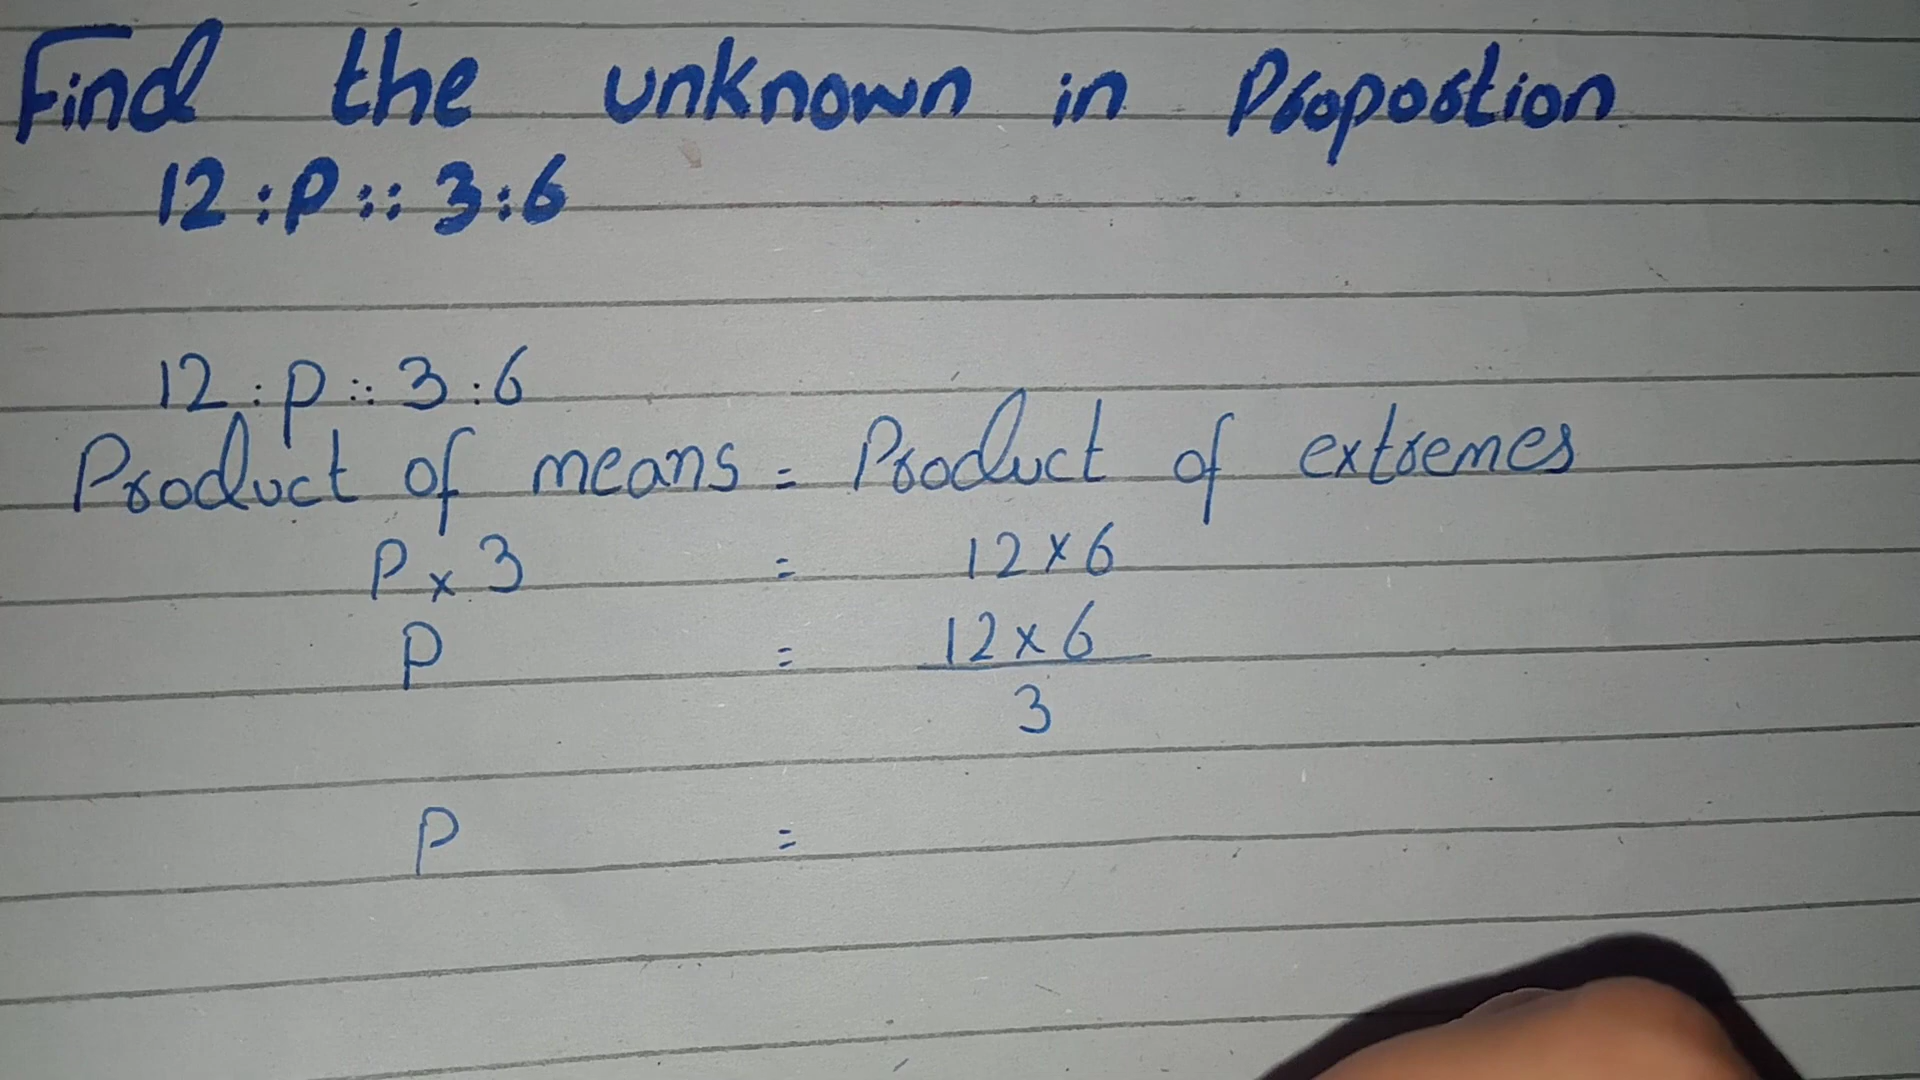 Find the unknown in Proportion
12:P::3:6
12:P::3:6
Product of means = Product of extremes
P×3 = 12×6
P = 12×6
3
P =